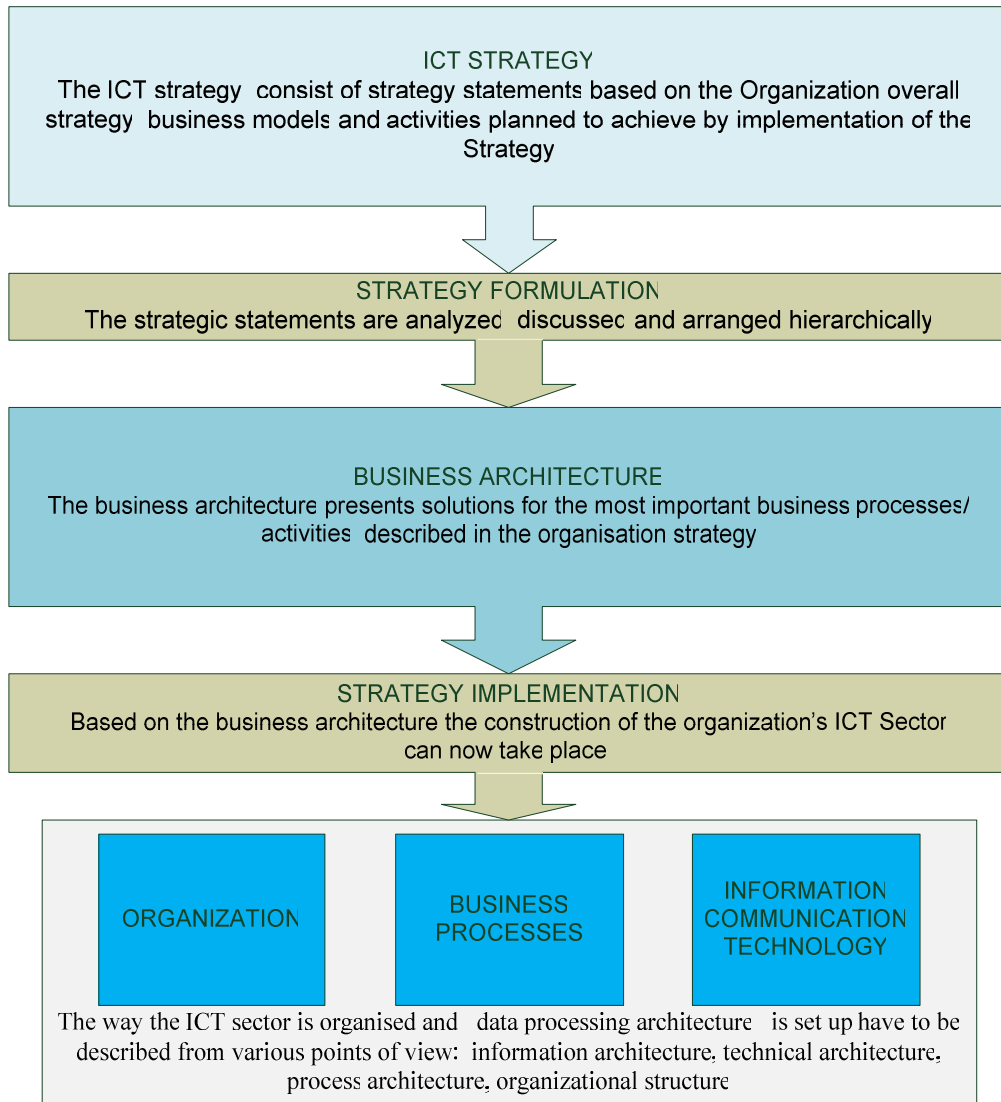 ICT STRATEGY
The ICT strategy consist of strategy statements based on the Organization overall
strategy business models and activities planned to achieve by implementation of the
Strategy
STRATEGY FORMULATION
The strategic statements are analyzed discussed and arranged hierarchically
BUSINESS ARCHITECTURE
The business architecture presents solutions for the most important business processes/
activities described in the organisation strategy
STRATEGY IMPLEMENTATION
Based on the business architecture the construction of the organization's ICT Sector
can now take place
ORGANIZATION
BUSINESS
PROCESSES
INFORMATION
COMMUNICATION
TECHNOLOGY
The way the ICT sector is organised and data processing architecture is set up have to be
described from various points of view: information architecture, technical architecture,
process architecture, organizational structure